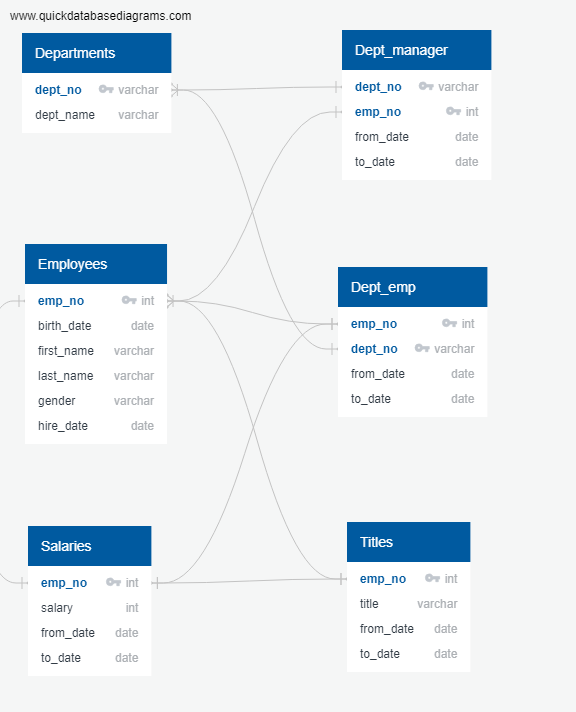 www.quickdatabasediagrams.com
Departments
dept_no varchar
dept_name varchar
Dept_manager
dept_no varchar
emp_no int
from_date date
to_date date
Employees
emp_no int
birth_date date
first_name varchar
last_name varchar
gender varchar
hire_date date
Dept_emp
emp_no int
dept_no varchar
from_date date
to_date date
Salaries
emp_no int
salary int
from_date date
to_date date
Titles
emp_no int
title varchar
from_date date
to_date date